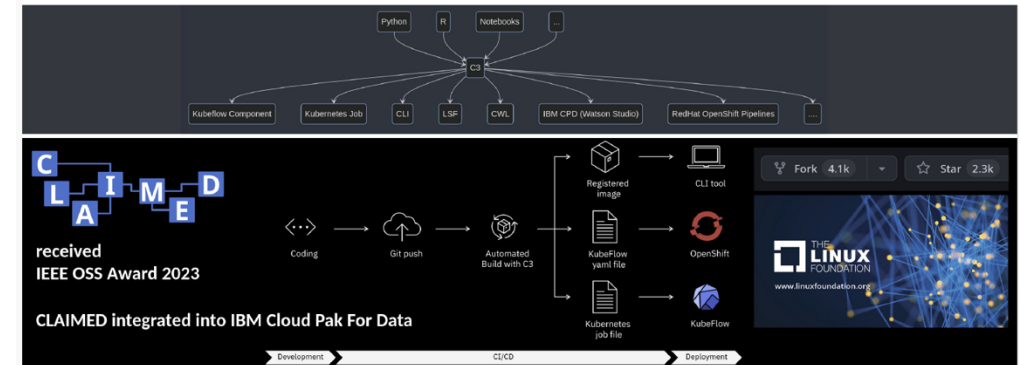 Python
R
Notebooks
...
C3
Kubeflow Component
Kubernetes Job
CLI
LSF
CWL
IBM CPD (Watson Studio)
RedHat OpenShift Pipelines
....
CLAIMED
received
IEEE OSS Award 2023
CLAIMED integrated into IBM Cloud Pak For Data
Coding
Git push
Automated
Build with C3
Registered
image
CLI tool
KubeFlow
yaml file
OpenShift
Kubernetes
job file
KubeFlow
Development
CI/CD
Deployment
Fork 4.1k
Star 2.3k
THE
LINUX
FOUNDATION
www.linuxfoundation.org